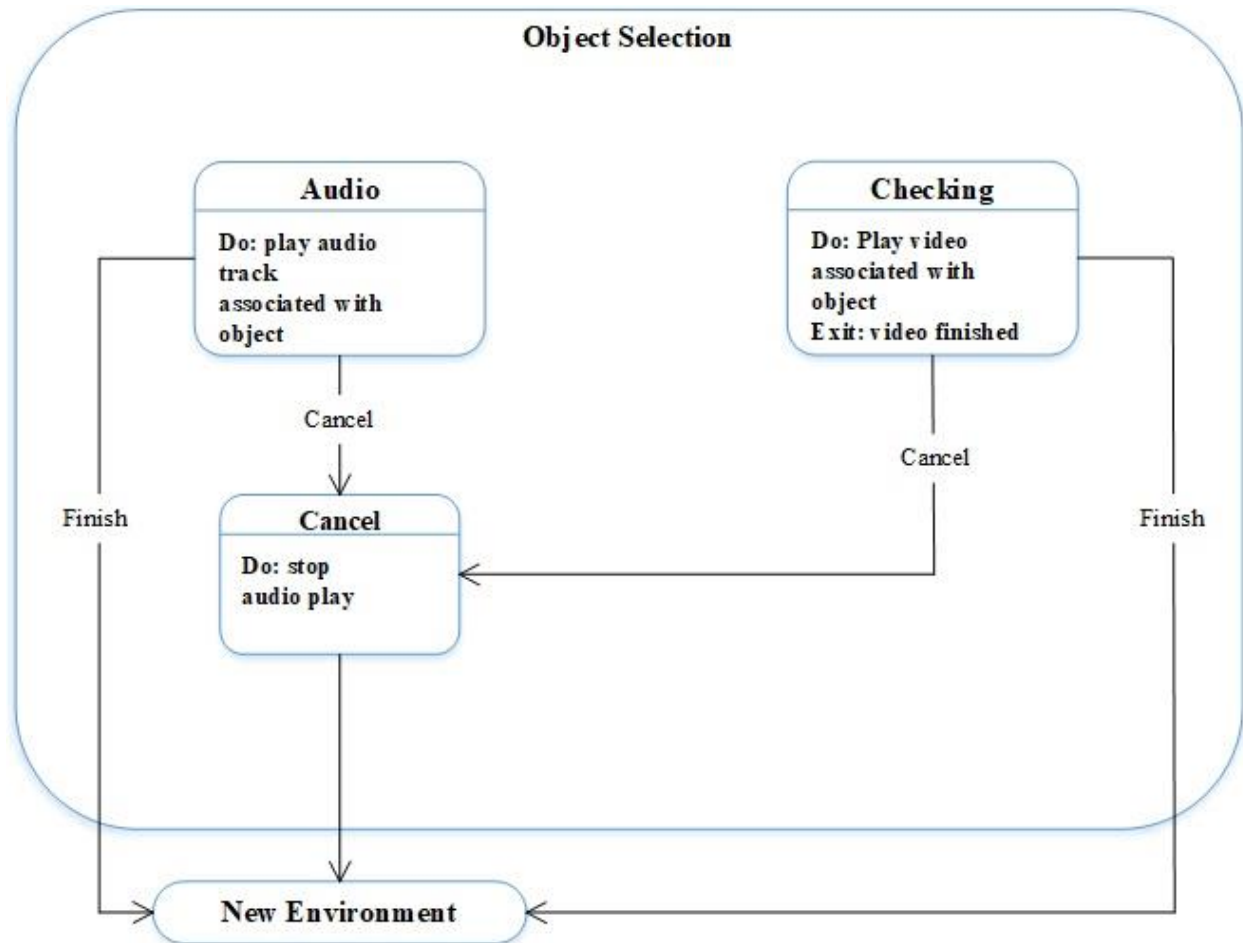 Object Selection
Audio
Do: play audio
track
associated with
object
Checking
Do: Play video
associated with
object
Exit: video finished
Cancel
Cancel
Finish
Finish
Cancel
Do: stop
audio play
New Environment